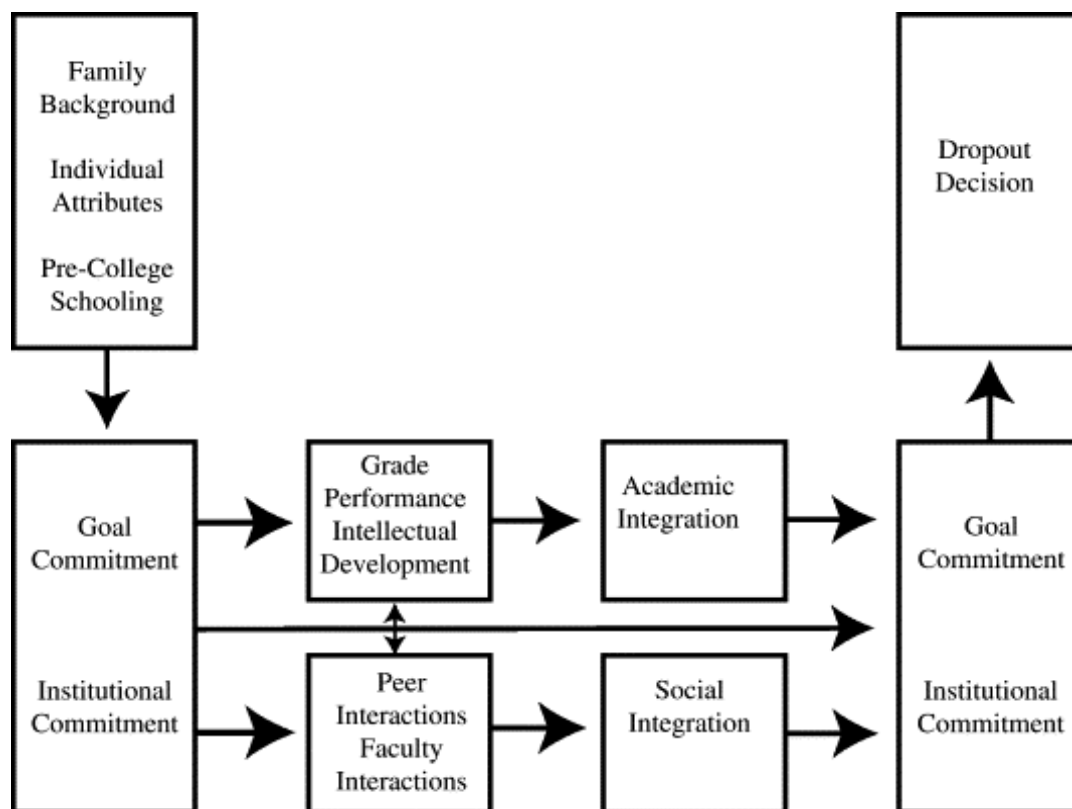 Family
Background
Individual
Attributes
Pre-College
Schooling
Dropout
Decision
Goal
Commitment
Institutional
Commitment
Grade
Performance
Intellectual
Development
Peer
Interactions
Faculty
Interactions
Academic
Integration
Social
Integration
Goal
Commitment
Institutional
Commitment